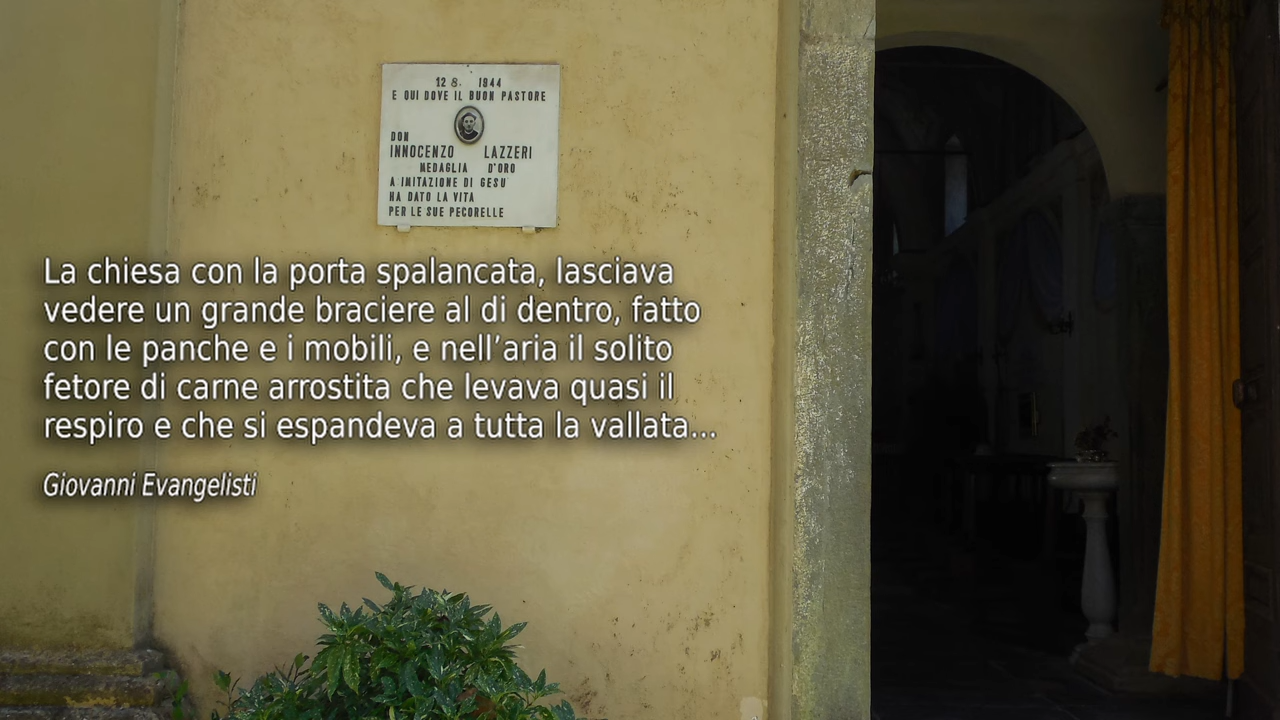 12 8. 1944
E QUI DOVE IL BUON PASTORE
DON
INNOCENZO LAZZERI
MEDAGLIA D'ORO
A IMITAZIONE DI GESU'
HA DATO LA VITA
PER LE SUE PECORELLE
La chiesa con la porta spalancata, lasciava
vedere un grande braciere al di dentro, fatto
con le panche e i mobili, e nell’aria il solito
fetore di carne arrostita che levava quasi il
respiro e che si espandeva a tutta la vallata...
Giovanni Evangelisti